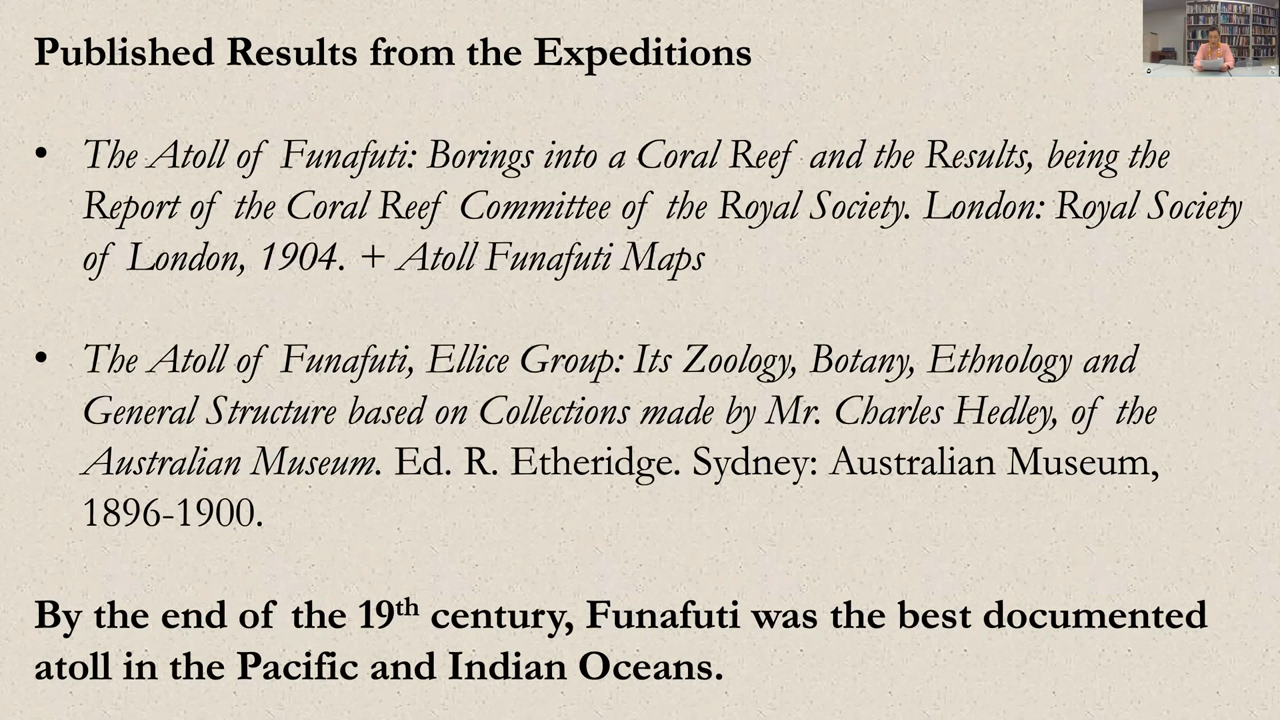 Published Results from the Expeditions
• The Atoll of Funafuti: Borings into a Coral Reef and the Results, being the
Report of the Coral Reef Committee of the Royal Society. London: Royal Society
of London, 1904. + Atoll Funafuti Maps
• The Atoll of Funafuti, Ellice Group: Its Zoology, Botany, Ethnology and
General Structure based on Collections made by Mr. Charles Hedley, of the
Australian Museum. Ed. R. Etheridge. Sydney: Australian Museum,
1896-1900.
By the end of the 19th century, Funafuti was the best documented
atoll in the Pacific and Indian Oceans.